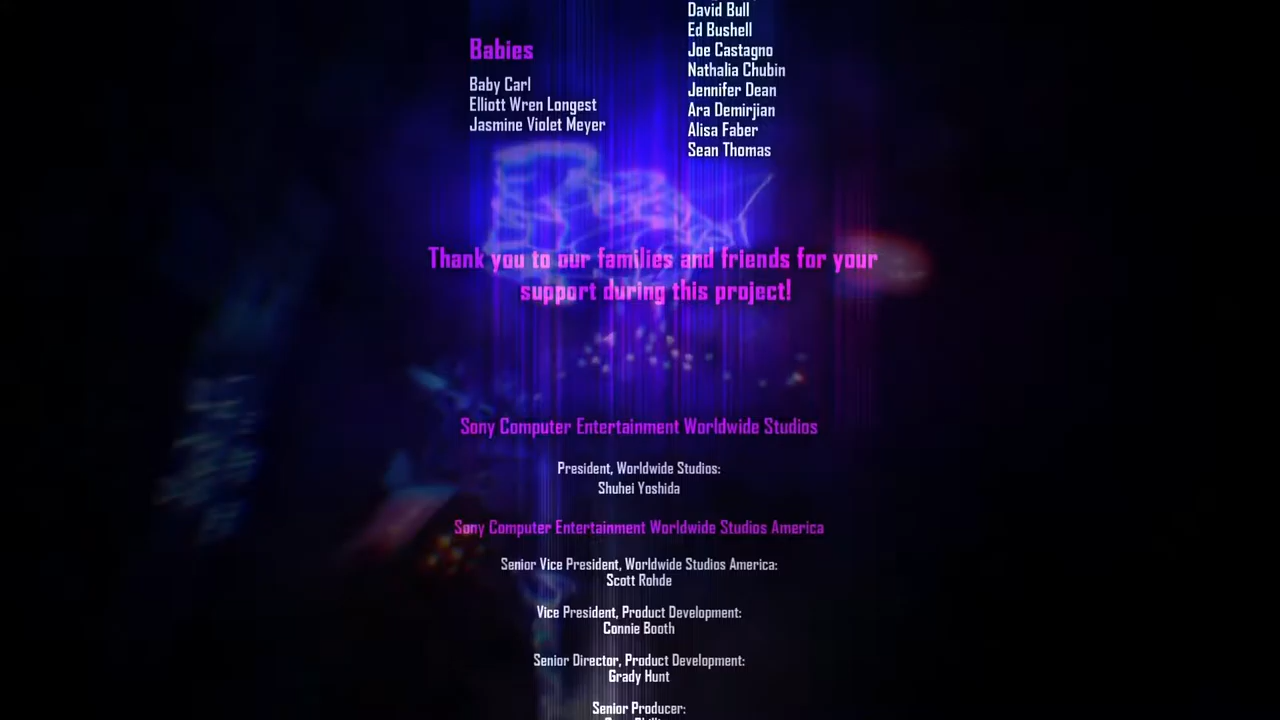 David Bull
Ed Bushell
Joe Castagno
Nathalia Chubin
Jennifer Dean
Ara Demirjian
Alisa Faber
Sean Thomas
Babies
Baby Carl
Elliott Wren Longest
Jasmine Violet Meyer
Thank you to our families and friends for your
support during this project!
Sony Computer Entertainment Worldwide Studios
President, Worldwide Studios:
Shuhei Yoshida
Sony Computer Entertainment Worldwide Studios America
Senior Vice President, Worldwide Studios America:
Scott Rohde
Vice President, Product Development:
Connie Booth
Senior Director, Product Development:
Grady Hunt
Senior Producer: